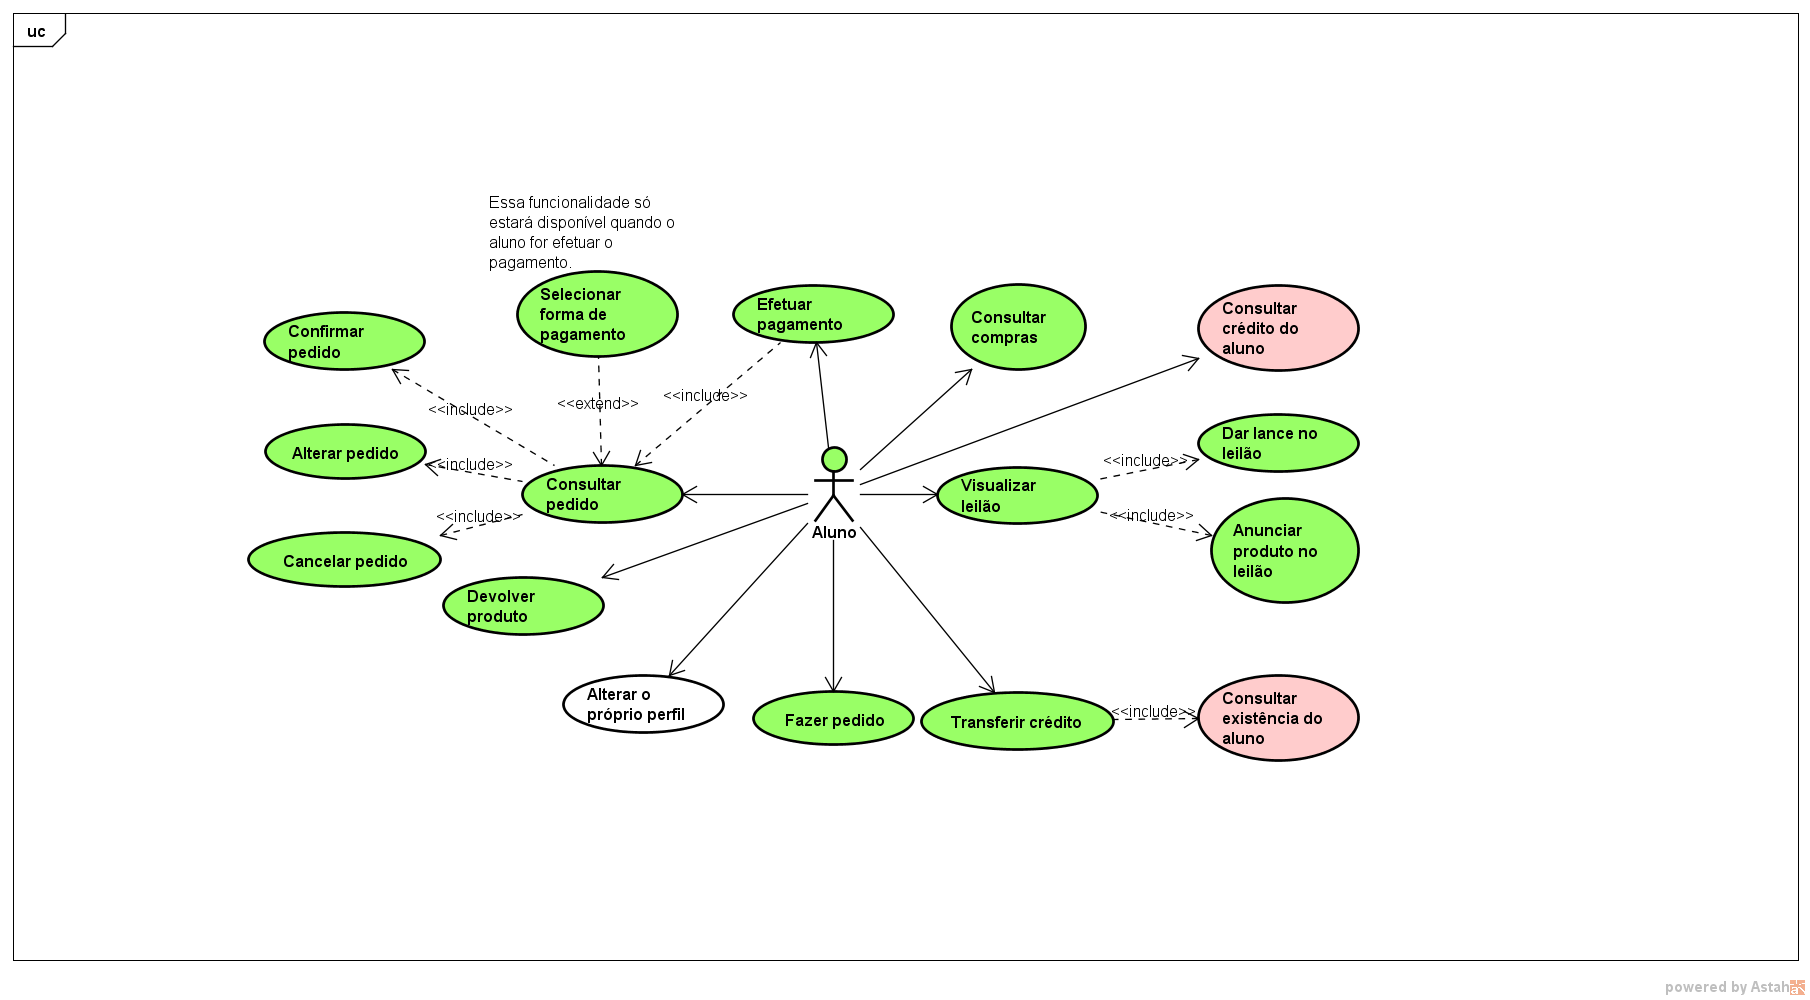 uc
Essa funcionalidade só
estará disponível quando o
aluno for efetuar o
pagamento.
Selecionar
forma de
pagamento
Efetuar
pagamento
Consultar
compras
Consultar
crédito do
aluno
Confirmar
pedido
<<include>>
<<extend>>
<<include>>
Alterar pedido
<<include>>
Consultar
pedido
<<include>>
Cancelar pedido
Aluno
Visualizar
leilão
<<include>>
Dar lance no
leilão
<<include>>
Anunciar
produto no
leilão
Devolver
produto
Alterar o
próprio perfil
Fazer pedido
Transferir crédito
<<include>>
Consultar
existência do
aluno
powered by Astah